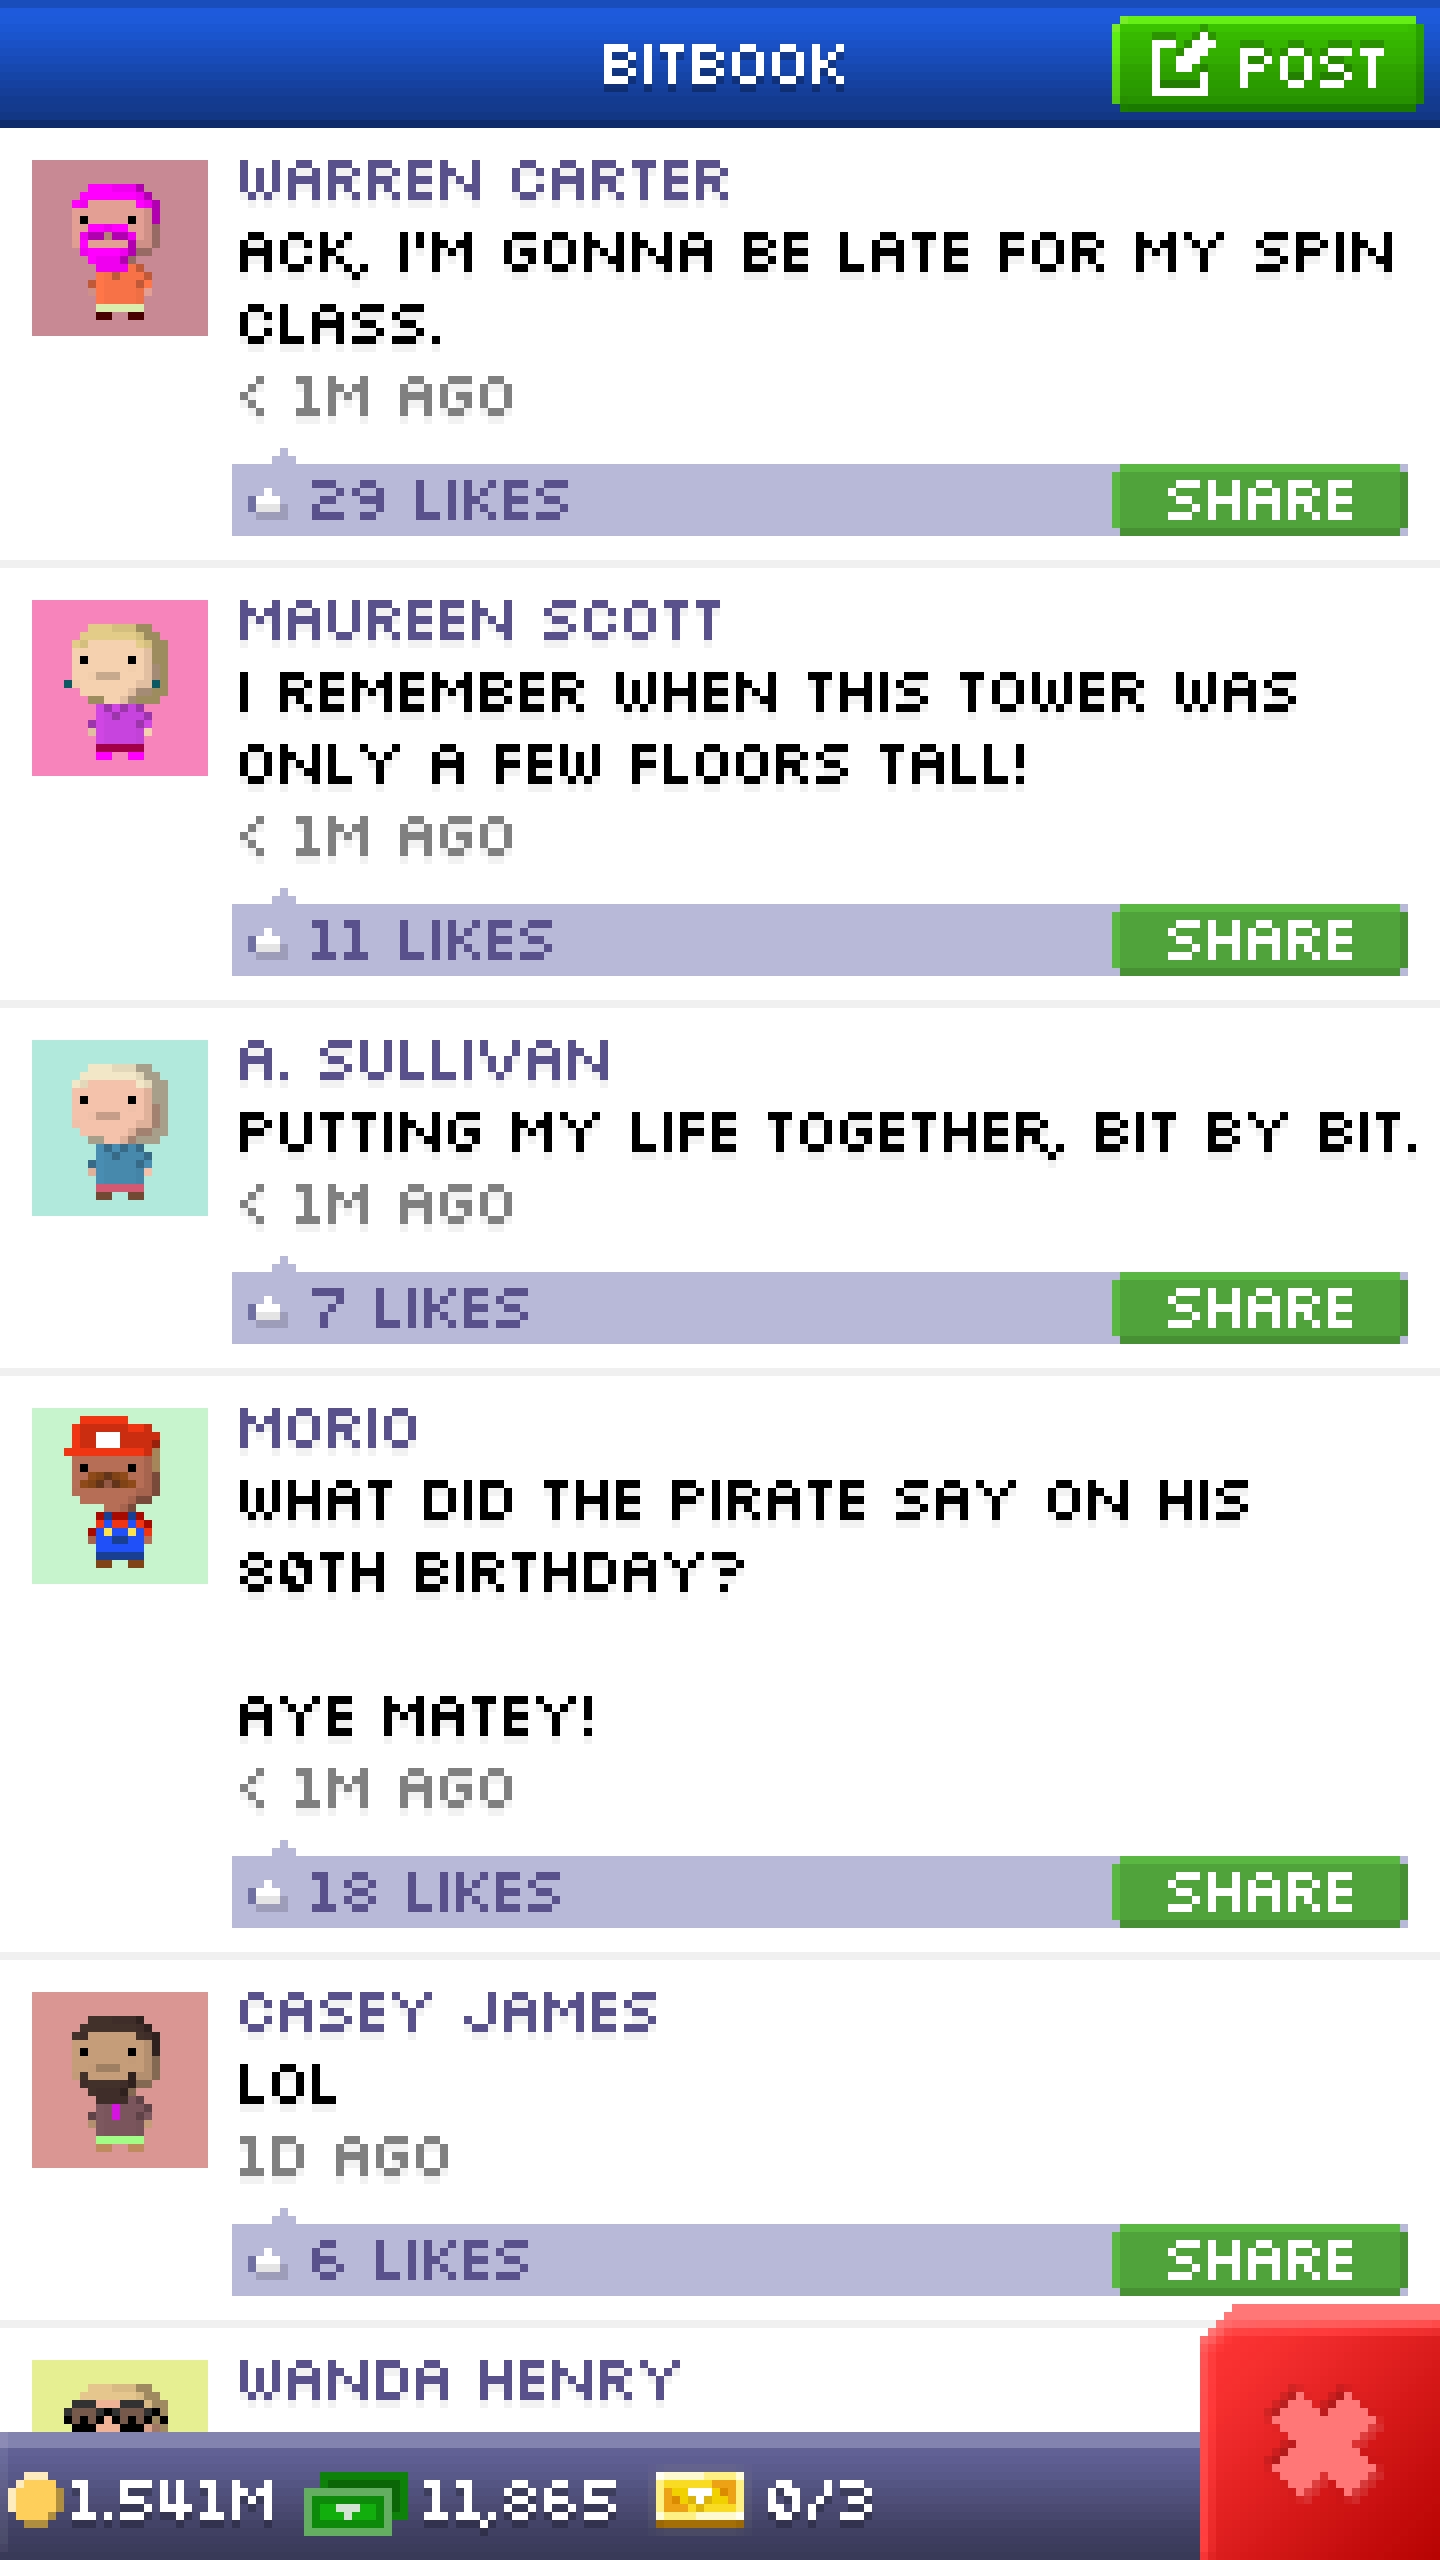 BITBOOK
POST
WARREN CARTER
ACK, I'M GONNA BE LATE FOR MY SPIN
CLASS.
< 1M AGO
29 LIKES
SHARE
MAUREEN SCOTT
I REMEMBER WHEN THIS TOWER WAS
ONLY A FEW FLOORS TALL!
< 1M AGO
11 LIKES
SHARE
A. SULLIVAN
PUTTING MY LIFE TOGETHER, BIT BY BIT.
< 1M AGO
7 LIKES
SHARE
MORIO
WHAT DID THE PIRATE SAY ON HIS
80TH BIRTHDAY?
AYE MATEY!
< 1M AGO
18 LIKES
SHARE
CASEY JAMES
LOL
1D AGO
6 LIKES
SHARE
WANDA HENRY
1.541M 11,865 0/3